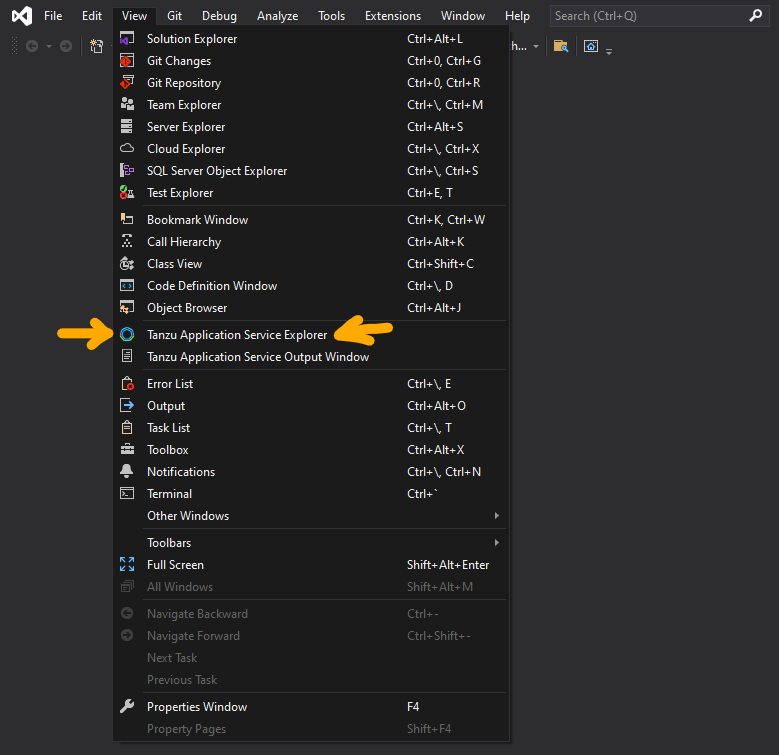 File Edit View Git Debug Analyze Tools Extensions Window Help Search (Ctrl+Q)
h...
Solution Explorer Ctrl+Alt+L
Git Changes Ctrl+0, Ctrl+G
Git Repository Ctrl+0, Ctrl+R
Team Explorer Ctrl+\, Ctrl+M
Server Explorer Ctrl+Alt+S
Cloud Explorer Ctrl+\, Ctrl+X
SQL Server Object Explorer Ctrl+\, Ctrl+S
Test Explorer Ctrl+E, T
Bookmark Window Ctrl+K, Ctrl+W
Call Hierarchy Ctrl+Alt+K
Class View Ctrl+Shift+C
Code Definition Window Ctrl+\, D
Object Browser Ctrl+Alt+J
Tanzu Application Service Explorer
Tanzu Application Service Output Window
Error List Ctrl+\, E
Output Ctrl+Alt+O
Task List Ctrl+\, T
Toolbox Ctrl+Alt+X
Notifications Ctrl+\, Ctrl+N
Terminal Ctrl+`
Other Windows
Toolbars
Full Screen Shift+Alt+Enter
All Windows Shift+Alt+M
Navigate Backward Ctrl+-
Navigate Forward Ctrl+Shift+-
Next Task
Previous Task
Properties Window F4
Property Pages Shift+F4